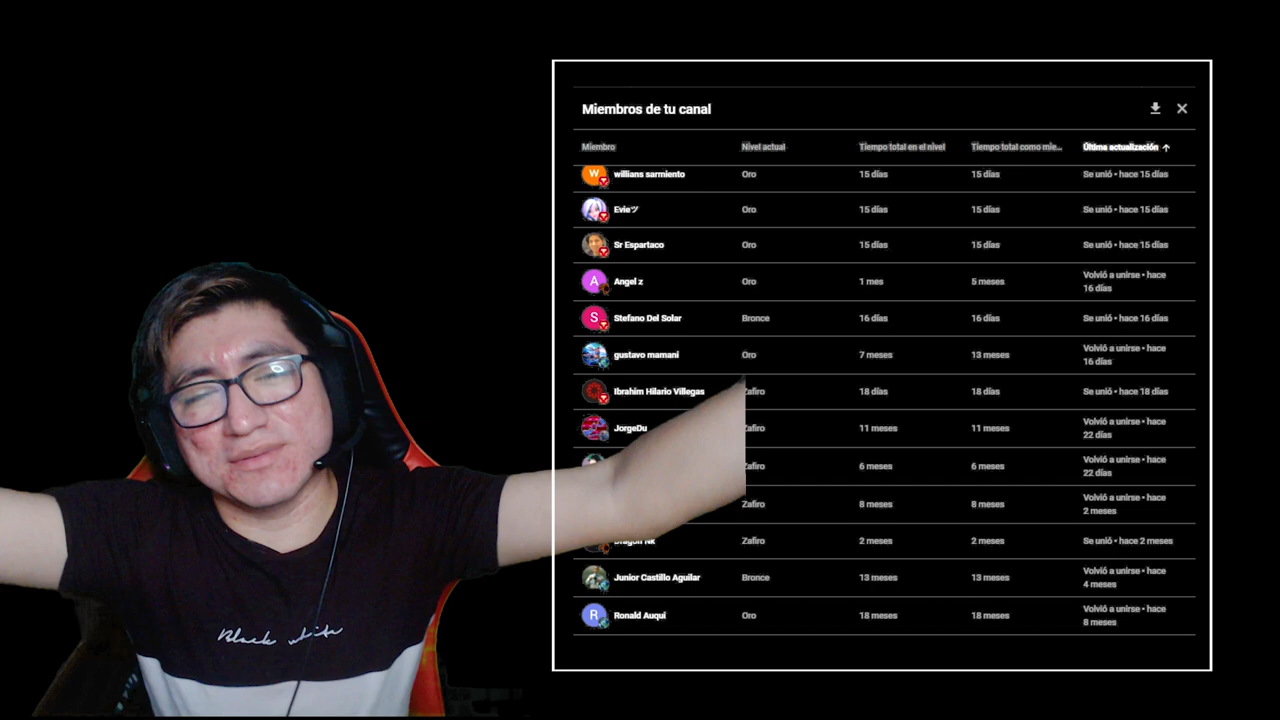 Miembros de tu canal
Miembro Nivel actual Tiempo total en el nivel Tiempo total como mie... Última actualización
W willians sarmiento Oro 15 días 15 días Se unió • hace 15 días
Evieツ Oro 15 días 15 días Se unió • hace 15 días
Sr Espartaco Oro 15 días 15 días Se unió • hace 15 días
A Angel z Oro 1 mes 5 meses Volvió a unirse • hace
16 días
S Stefano Del Solar Bronce 16 días 16 días Se unió • hace 16 días
gustavo mamani Oro 7 meses 13 meses Volvió a unirse • hace
16 días
Ibrahim Hilario Villegas Zafiro 18 días 18 días Se unió • hace 18 días
JorgeDu Zafiro 11 meses 11 meses Volvió a unirse • hace
22 días
Zafiro 6 meses 6 meses Volvió a unirse • hace
22 días
Zafiro 8 meses 8 meses Volvió a unirse • hace
2 meses
Dragon Nk Zafiro 2 meses 2 meses Se unió • hace 2 meses
Junior Castillo Aguilar Bronce 13 meses 13 meses Volvió a unirse • hace
4 meses
R Ronald Auqui Oro 18 meses 18 meses Volvió a unirse • hace
8 meses
Black white